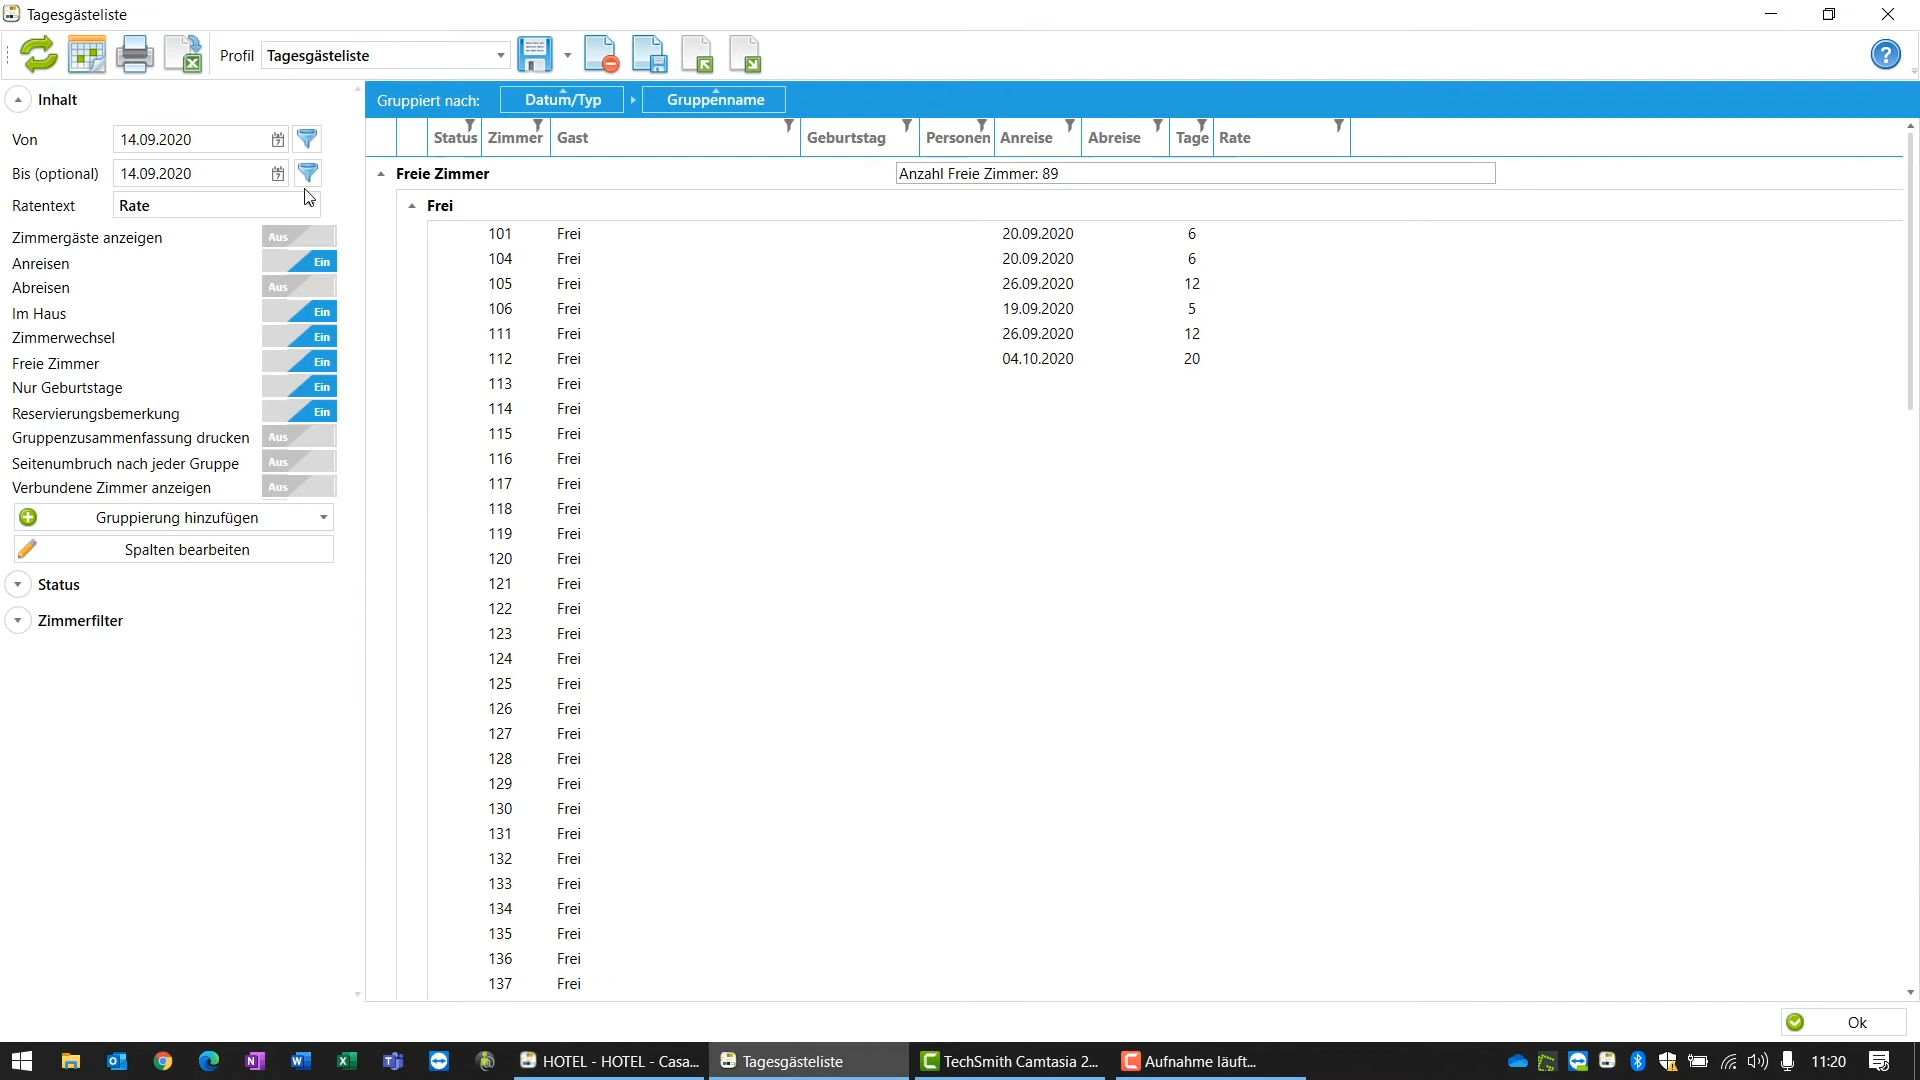 Tagesgästeliste
Profil Tagesgästeliste
Inhalt
Von 14.09.2020
Bis (optional) 14.09.2020
Ratentext Rate
Zimmergäste anzeigen Aus
Anreisen Ein
Abreisen Aus
Im Haus Ein
Zimmerwechsel Ein
Freie Zimmer Ein
Nur Geburtstage Ein
Reservierungsbemerkung Ein
Gruppenzusammenfassung drucken Aus
Seitenumbruch nach jeder Gruppe Aus
Verbundene Zimmer anzeigen Aus
Gruppierung hinzufügen
Spalten bearbeiten
Status
Zimmerfilter
Gruppiert nach: Datum/Typ Gruppenname
Status Zimmer Gast Geburtstag Personen Anreise Abreise Tage Rate
Freie Zimmer Anzahl Freie Zimmer: 89
Frei
101 Frei 20.09.2020 6
104 Frei 20.09.2020 6
105 Frei 26.09.2020 12
106 Frei 19.09.2020 5
111 Frei 26.09.2020 12
112 Frei 04.10.2020 20
113 Frei
114 Frei
115 Frei
116 Frei
117 Frei
118 Frei
119 Frei
120 Frei
121 Frei
122 Frei
123 Frei
124 Frei
125 Frei
126 Frei
127 Frei
128 Frei
129 Frei
130 Frei
131 Frei
132 Frei
133 Frei
134 Frei
135 Frei
136 Frei
137 Frei
Ok
HOTEL - HOTEL - Casa... Tagesgästeliste TechSmith Camtasia 2... Aufnahme läuft... 11:20